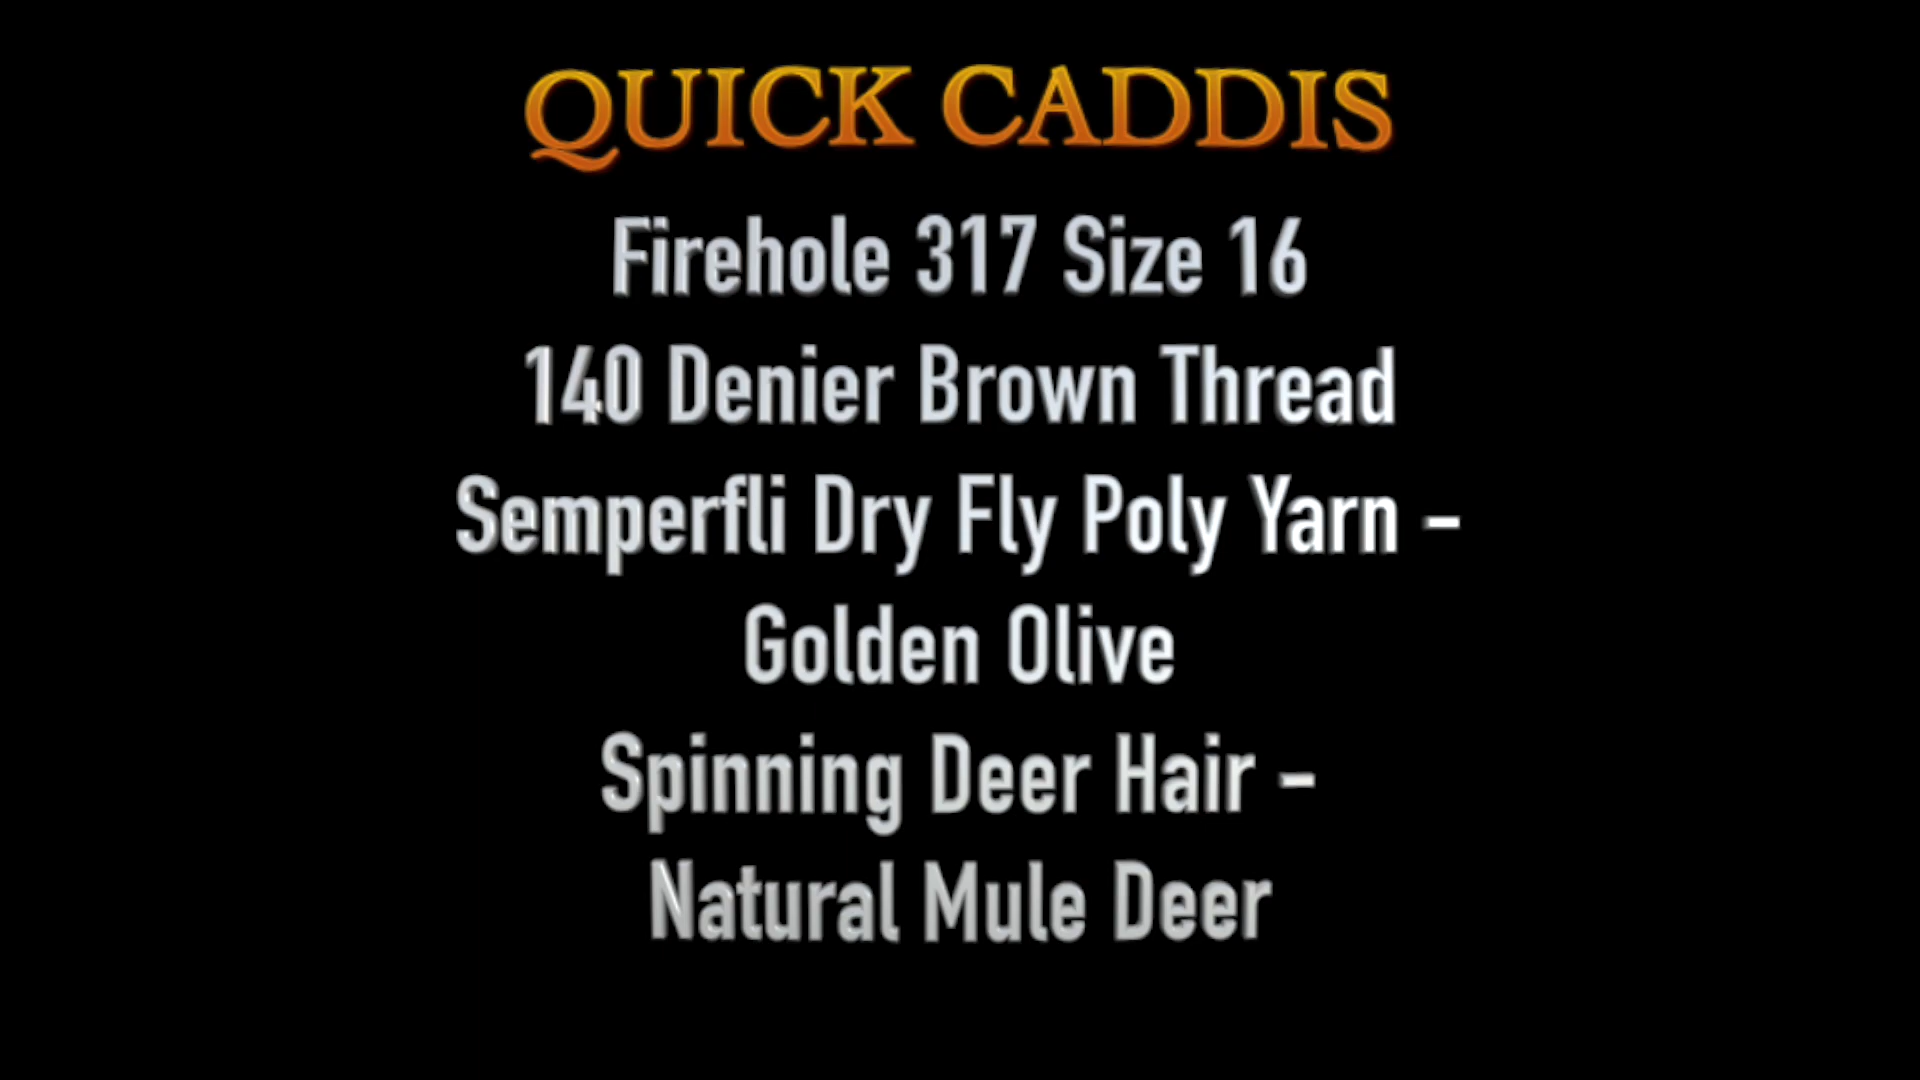 QUICK CADDIS
Firehole 317 Size 16
140 Denier Brown Thread
Semperfli Dry Fly Poly Yarn -
Golden Olive
Spinning Deer Hair -
Natural Mule Deer